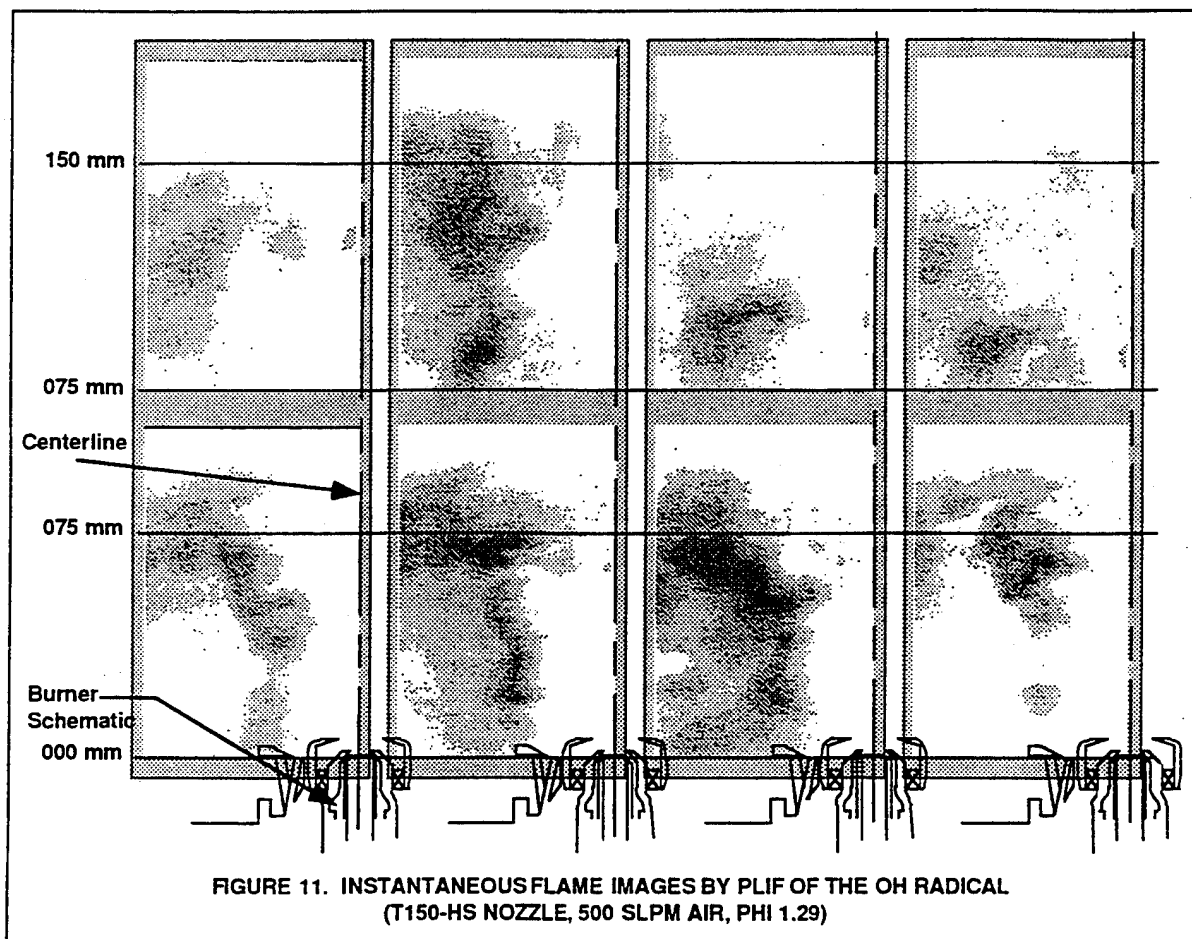 150 mm
075 mm
Centerline
075 mm
Burner
Schematic
000 mm
FIGURE 11. INSTANTANEOUS FLAME IMAGES BY PLIF OF THE OH RADICAL
(T150-HS NOZZLE, 500 SLPM AIR, PHI 1.29)